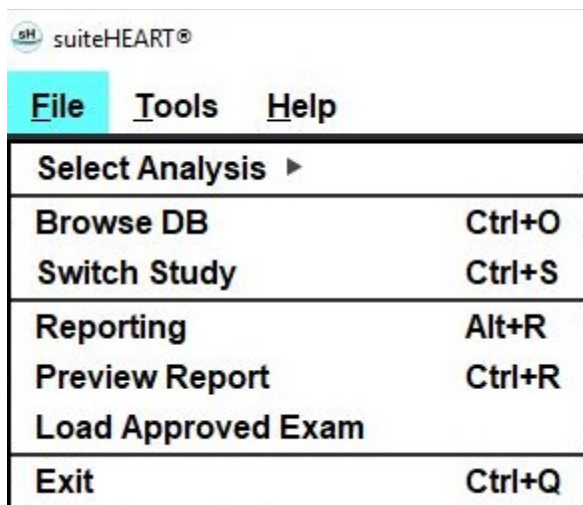 sH suiteHEART®
File Tools Help
Select Analysis
Browse DB Ctrl+O
Switch Study Ctrl+S
Reporting Alt+R
Preview Report Ctrl+R
Load Approved Exam
Exit Ctrl+Q